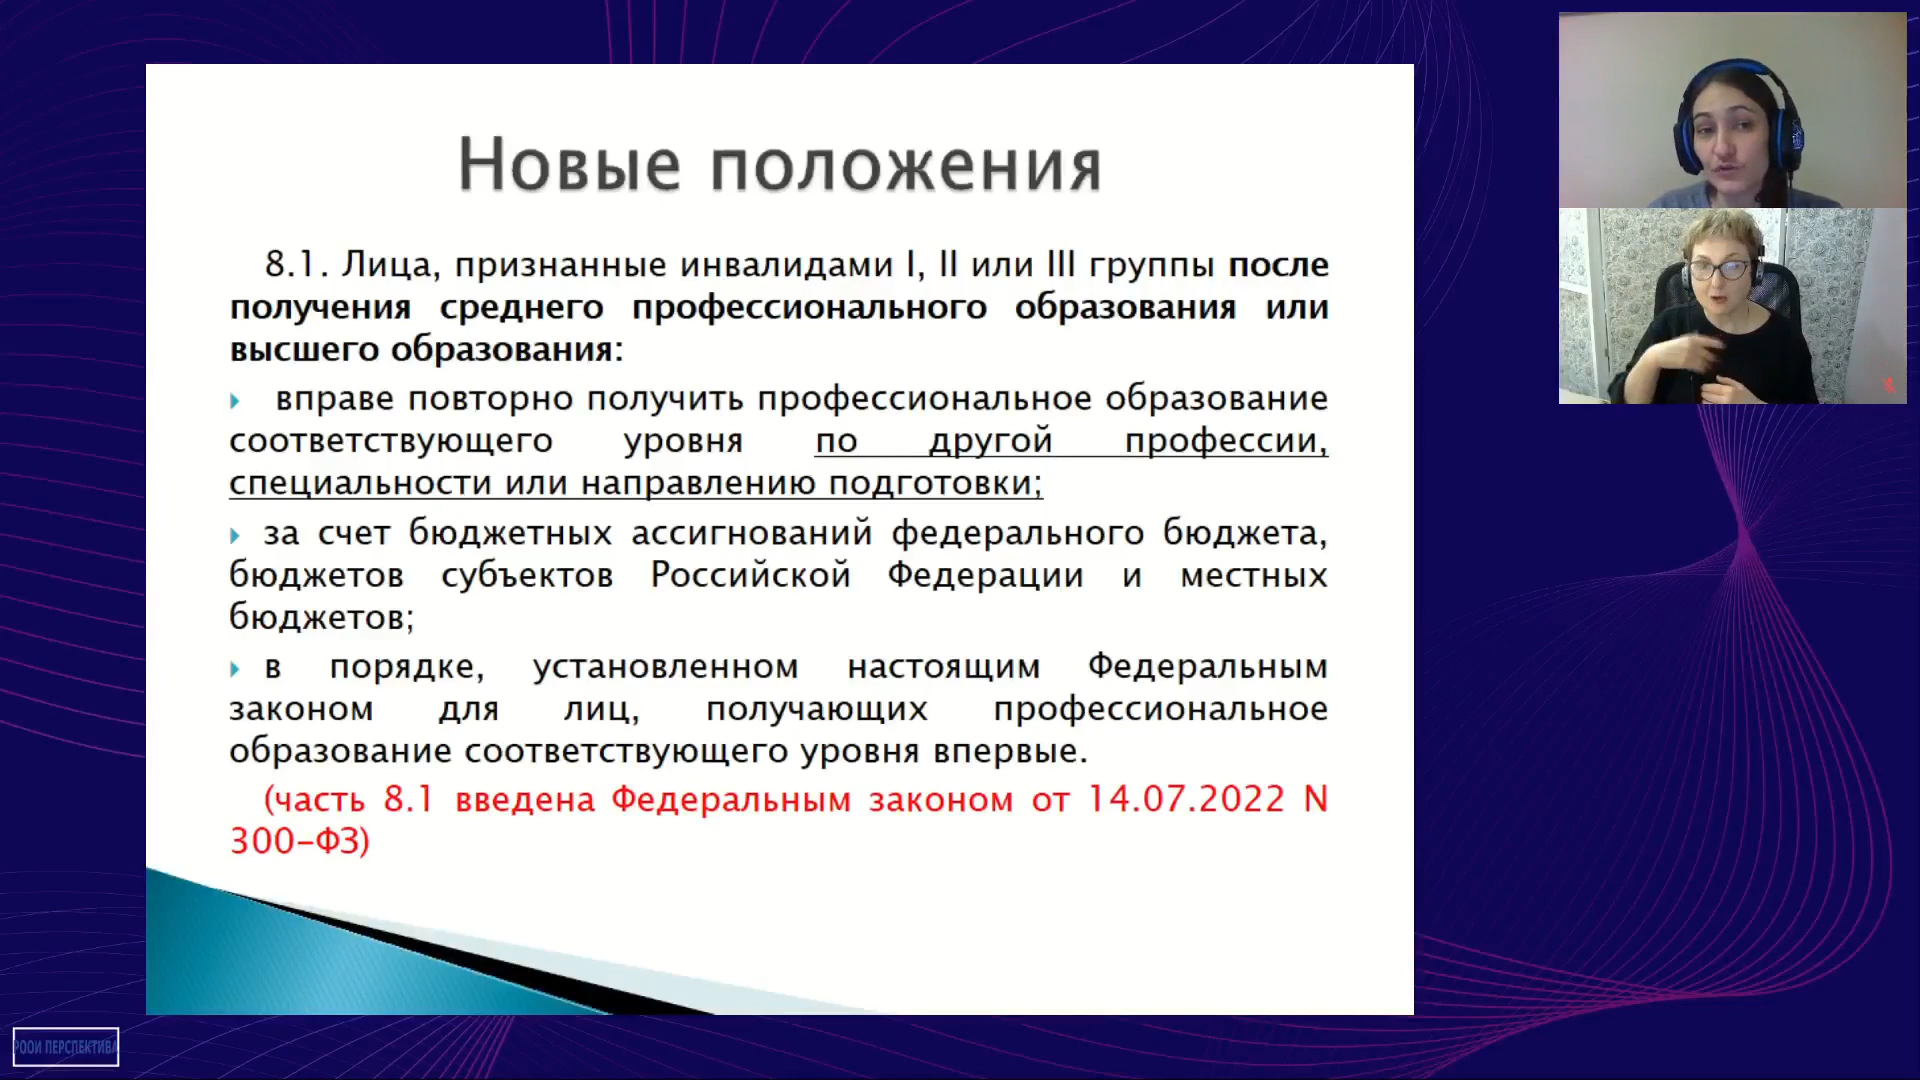 Новые положения
8.1. Лица, признанные инвалидами I, II или III группы после
получения среднего профессионального образования или
высшего образования:
вправе повторно получить профессиональное образование
соответствующего уровня по другой профессии,
специальности или направлению подготовки;
за счет бюджетных ассигнований федерального бюджета,
бюджетов субъектов Российской Федерации и местных
бюджетов;
в порядке, установленном настоящим Федеральным
законом для лиц, получающих профессиональное
образование соответствующего уровня впервые.
(часть 8.1 введена Федеральным законом от 14.07.2022 N
300-ФЗ)
РООИ ПЕРСПЕКТИВА